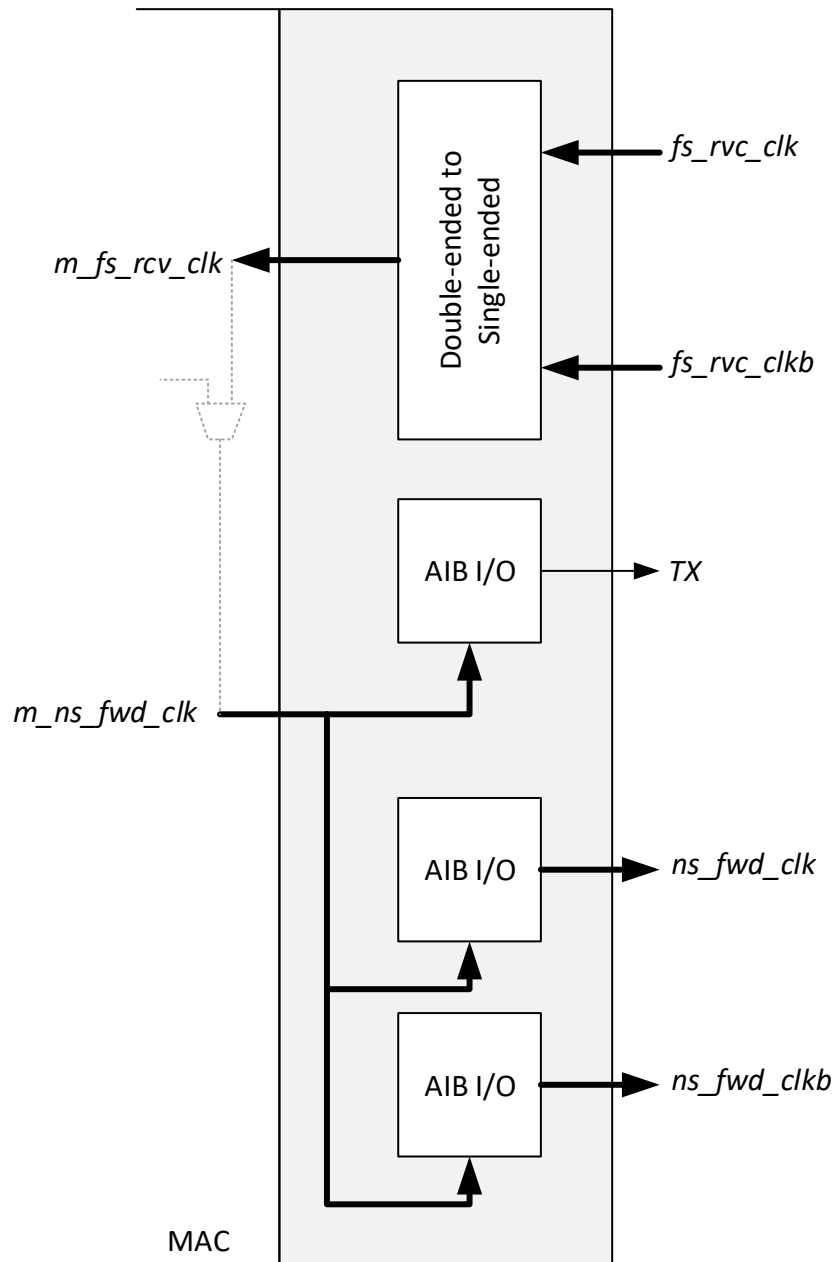 fs_rvc_clk
Double-ended to
Single-ended
m_fs_rcv_clk
fs_rvc_clkb
AIB I/O
TX
m_ns_fwd_clk
AIB I/O
ns_fwd_clk
AIB I/O
ns_fwd_clkb
MAC